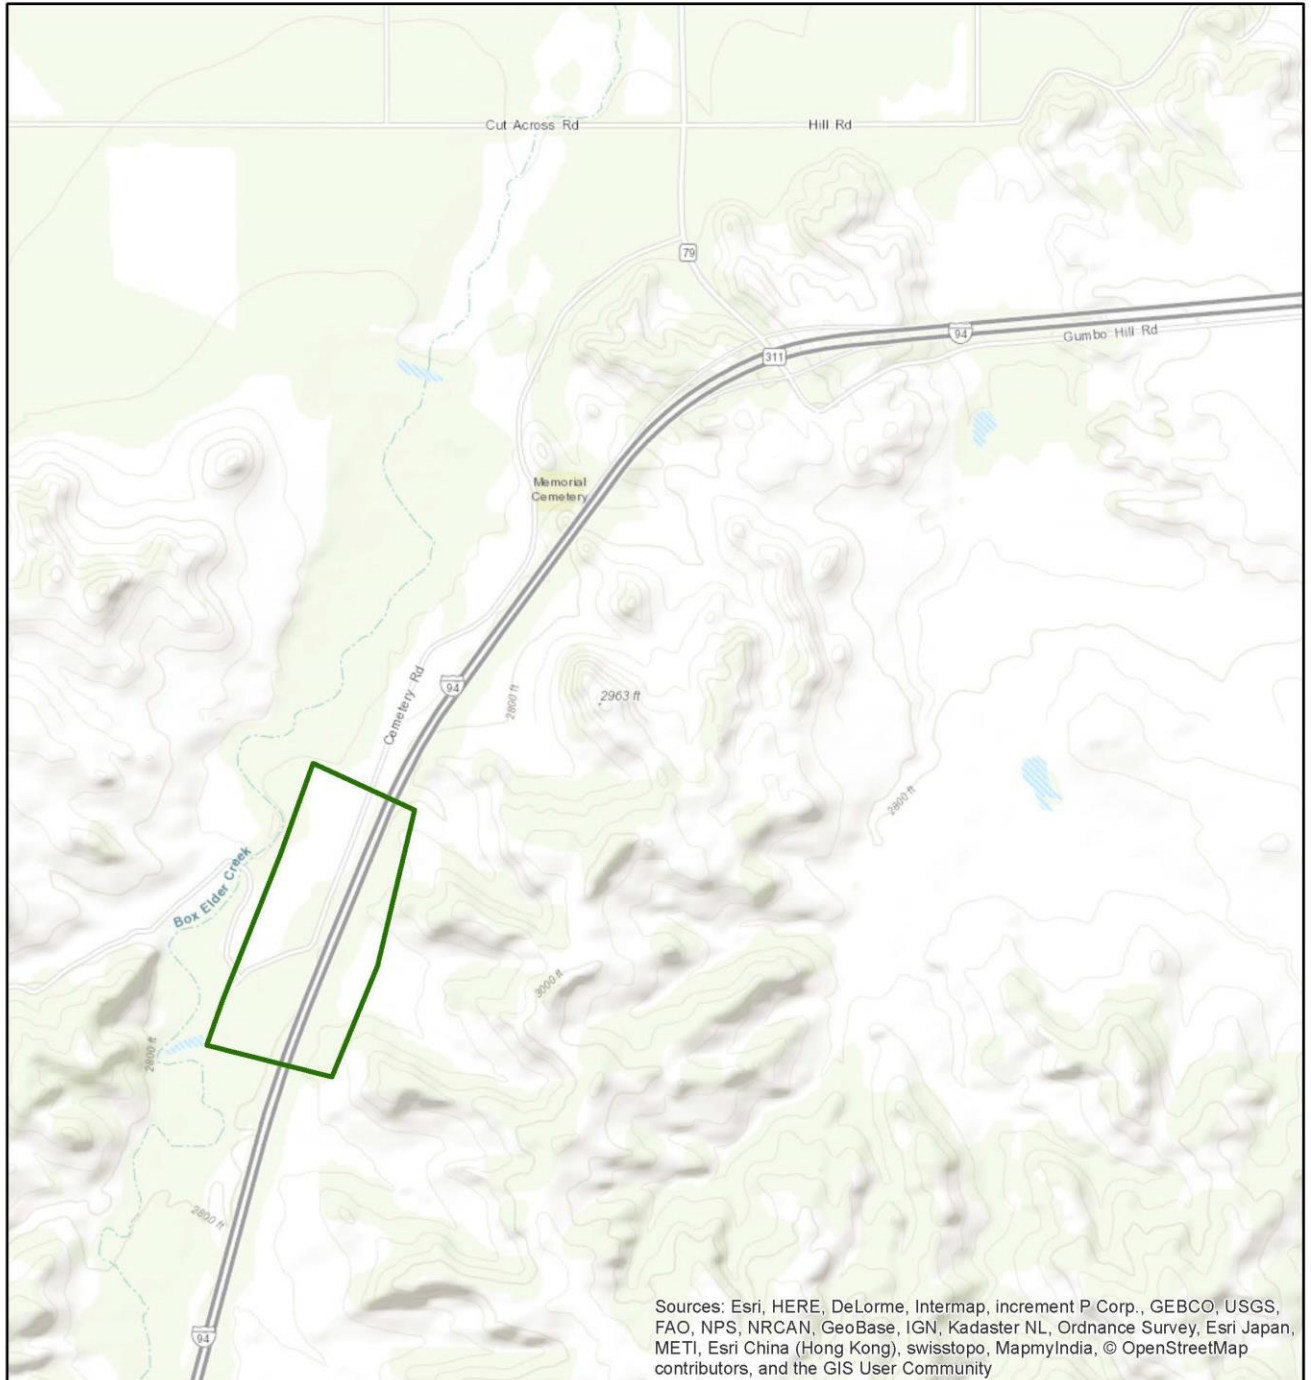 Cut Across Rd
Hill Rd
79
94
Gumbo Hill Rd
311
Memorial
Cemetery
Cemetery Rd
94
2800 ft
2963 ft
2800 ft
Box Elder Creek
3000 ft
2800 ft
2800 ft
94
Sources: Esri, HERE, DeLorme, Intermap, increment P Corp., GEBCO, USGS,
FAO, NPS, NRCAN, GeoBase, IGN, Kadaster NL, Ordnance Survey, Esri Japan,
METI, Esri China (Hong Kong), swisstopo, MapmyIndia, © OpenStreetMap
contributors, and the GIS User Community